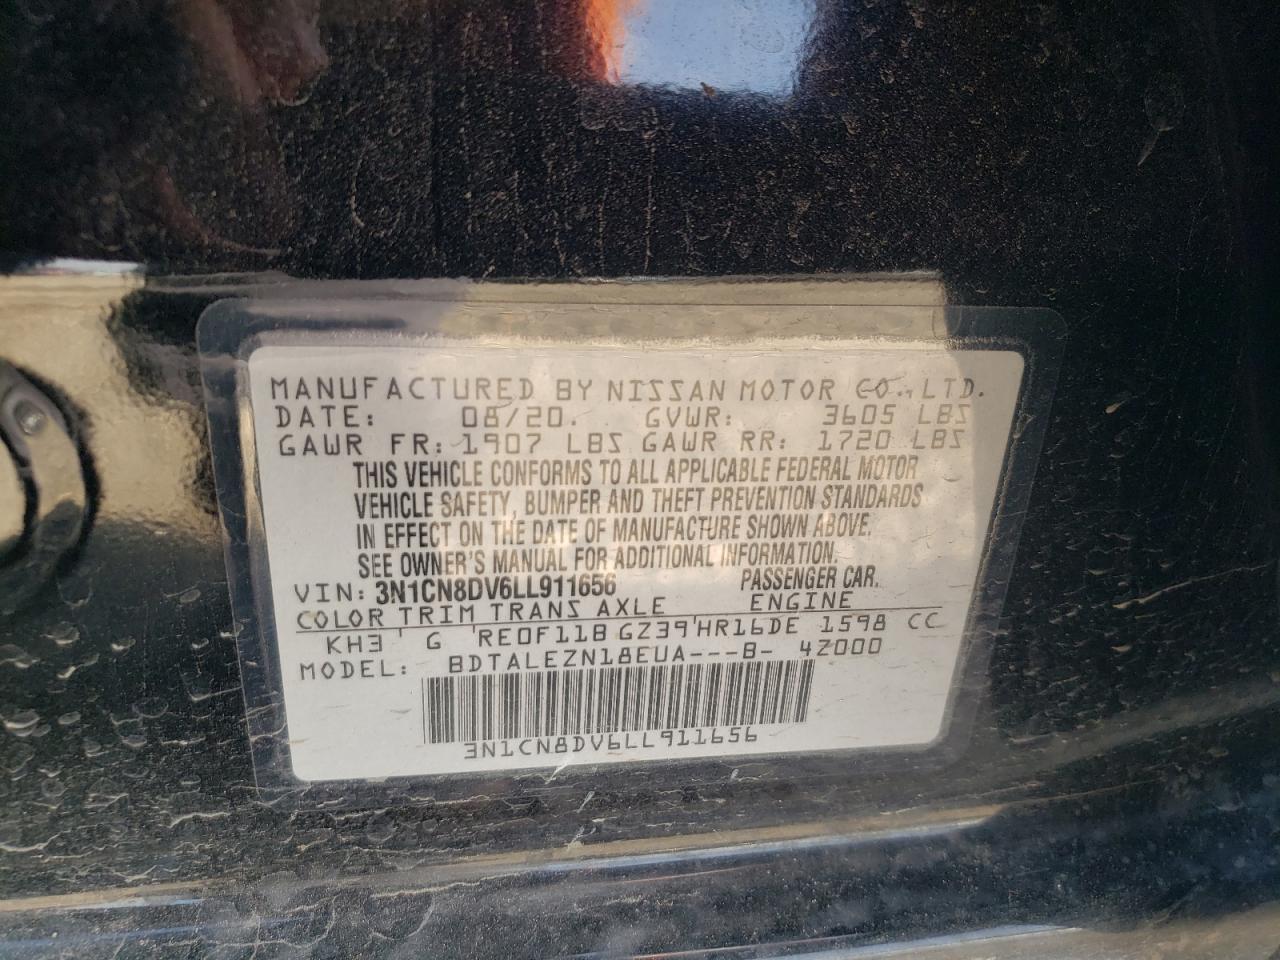 MANUFACTURED BY NISSAN MOTOR CO., LTD.
DATE: 08/20. GVWR: 3605 LBS
GAWR FR: 1907 LBS GAWR RR: 1720 LBS
THIS VEHICLE CONFORMS TO ALL APPLICABLE FEDERAL MOTOR
VEHICLE SAFETY, BUMPER AND THEFT PREVENTION STANDARDS
IN EFFECT ON THE DATE OF MANUFACTURE SHOWN ABOVE.
SEE OWNER'S MANUAL FOR ADDITIONAL INFORMATION.
VIN: 3N1CN8DV6LL911656 PASSENGER CAR.
COLOR TRIM TRANS AXLE ENGINE
KH3 ' G 'RE0F11B GZ39'HR16DE 1598 CC
MODEL: BDTALEZN18EUA---B- 4Z000
3N1CN8DV6LL911656